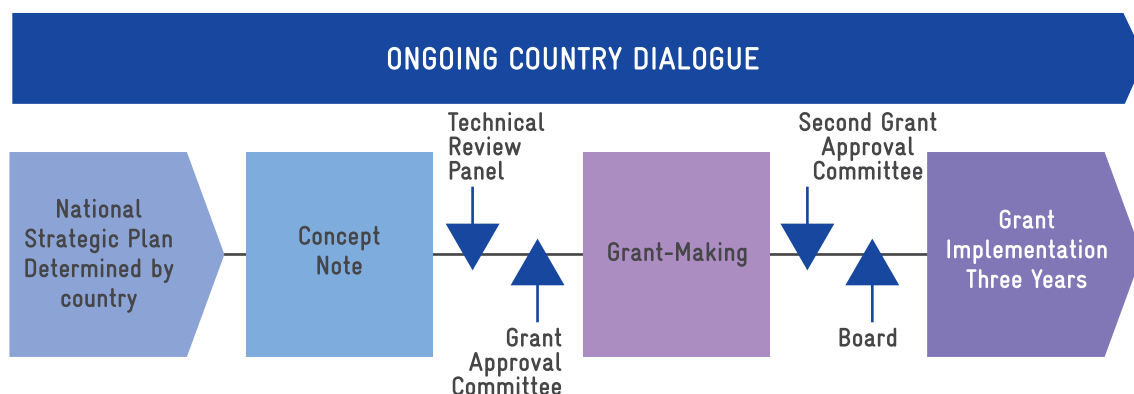 ONGOING COUNTRY DIALOGUE
National
Strategic Plan
Determined by
country
Concept
Note
Technical
Review
Panel
Grant
Approval
Committee
Grant-Making
Second Grant
Approval
Committee
Board
Grant
Implementation
Three Years